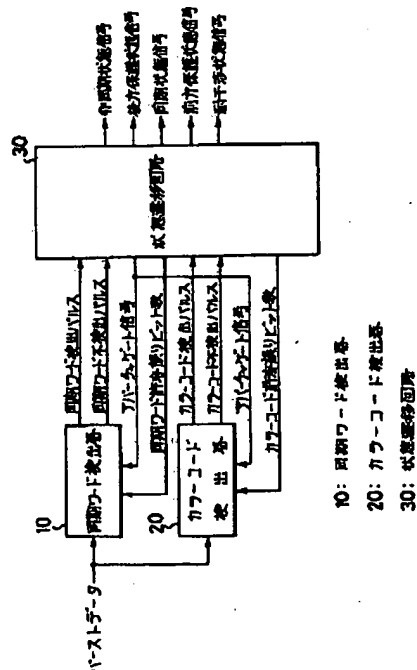 30
状態遷移回路
非同期状態信号
後方保護状態信号
同期状態信号
前方保護状態信号
耐干渉状態信号
同期ワード検出パルス
同期ワード不検出パルス
アパーチャゲート信号
同期ワード許容誤りビット数
カラーコード検出パルス
カラーコード不検出パルス
アパーチャゲート信号
カラーコード許容誤りビット数
10
同期ワード検出器
20
カラーコード
検出器
バーストデータ
10: 同期ワード検出器
20: カラーコード検出器
30: 状態遷移回路